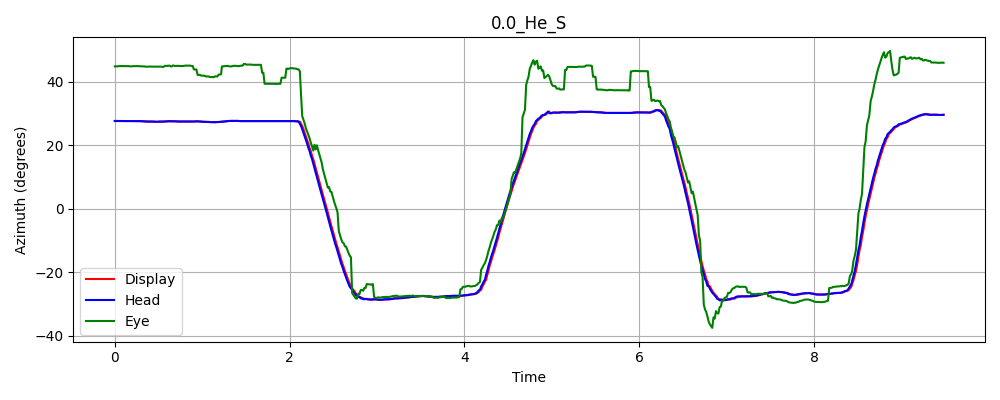 0.0_He_S
Azimuth (degrees)
40
20
0
−20
−40
Display
Head
Eye
0 2 4 6 8
Time